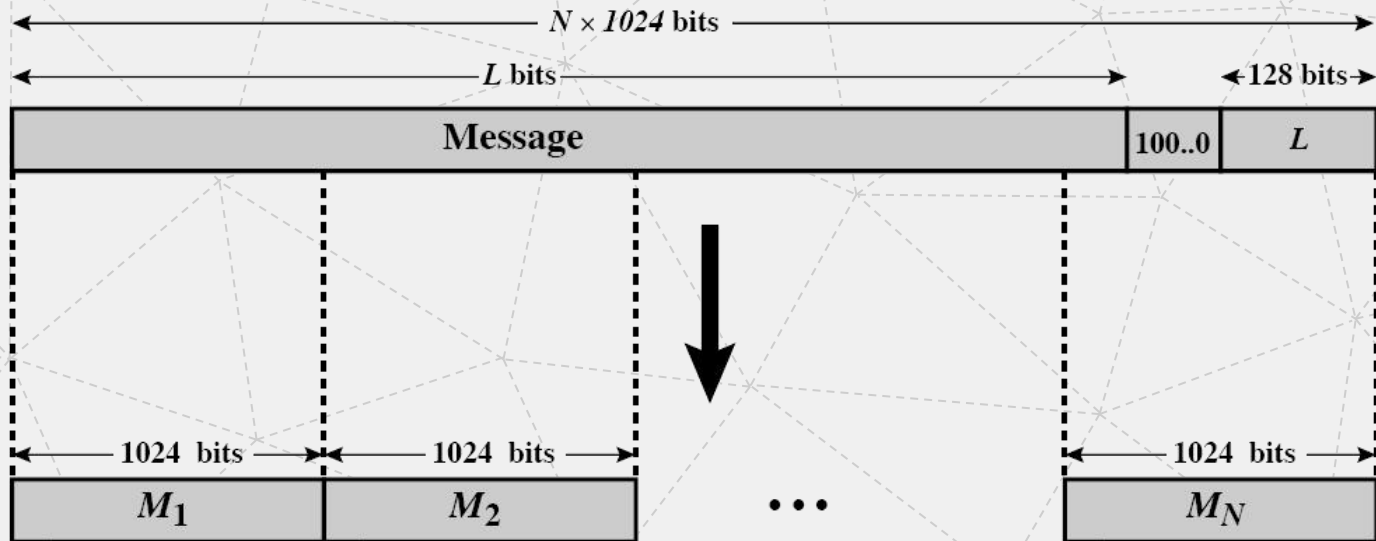 N × 1024 bits
L bits 128 bits
Message 100..0 L
1024 bits 1024 bits 1024 bits
M1 M2 ... MN